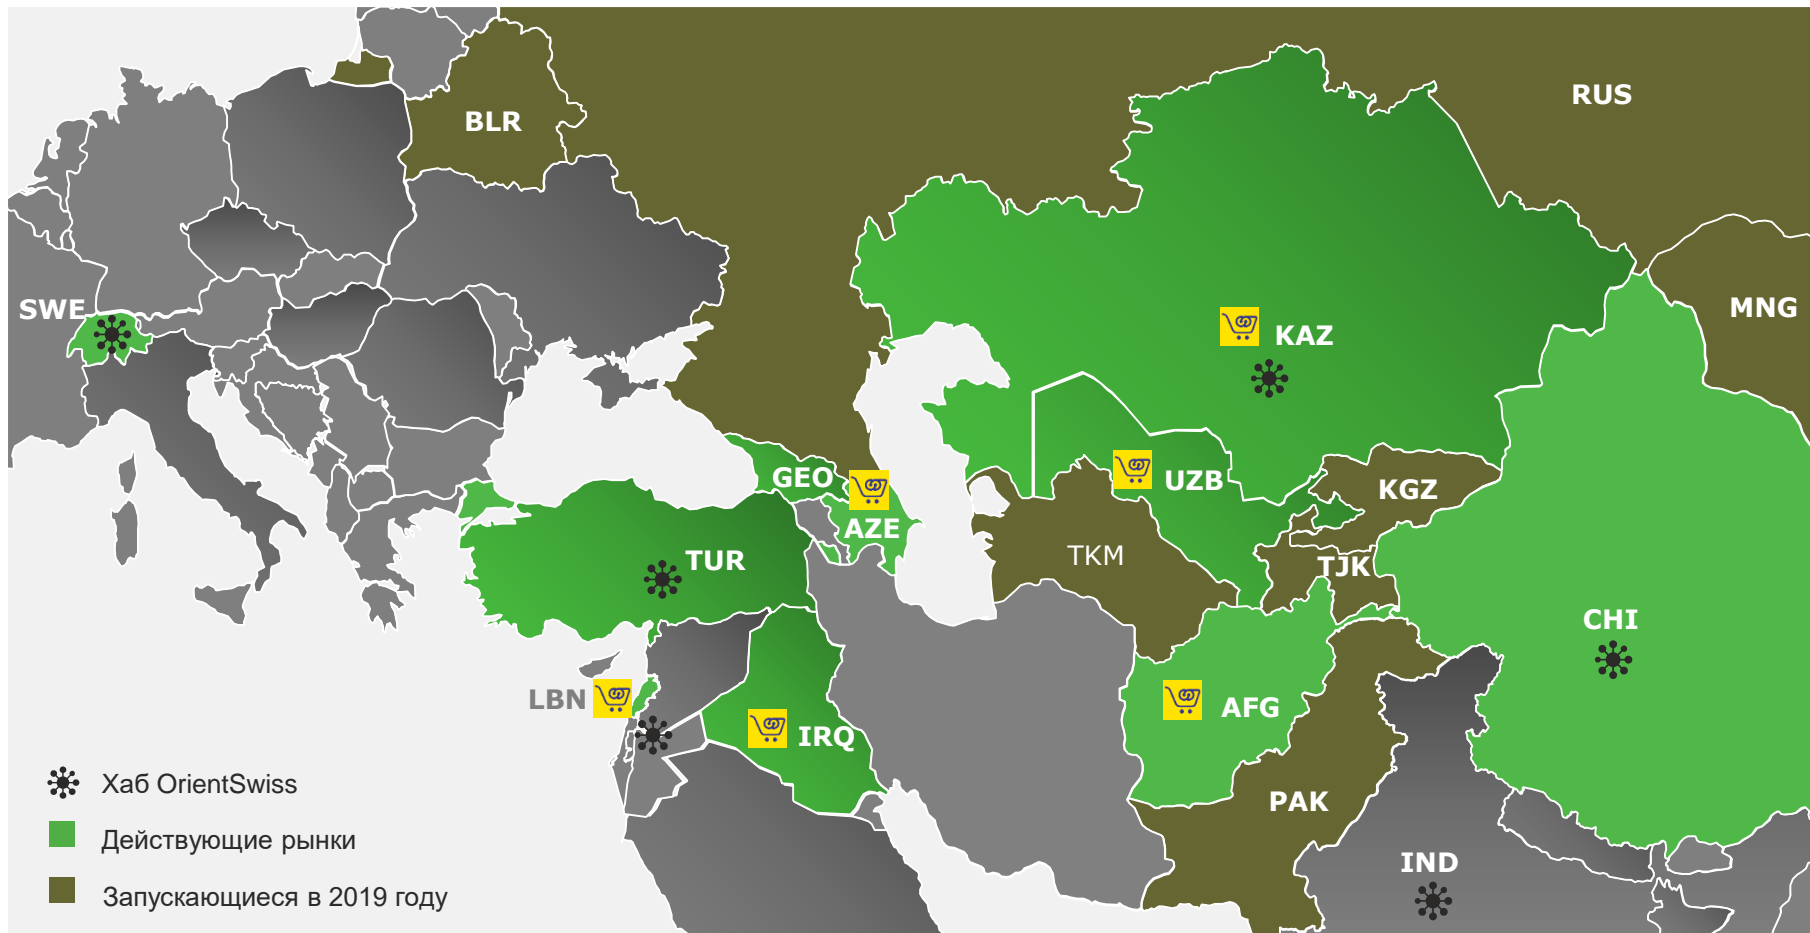 RUS
BLR
MNG
SWE
KAZ
GEO
UZB
KGZ
AZE
TUR
TKM
TJK
CHI
LBN
AFG
IRQ
PAK
IND
Хаб OrientSwiss
Действующие рынки
Запускающиеся в 2019 году